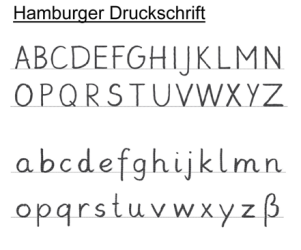 Hamburger Druckschrift
ABCDEFGHIJKLMN
OPQRSTUVWXYZ
abcdefghijklmn
opqrstuvwxyzß